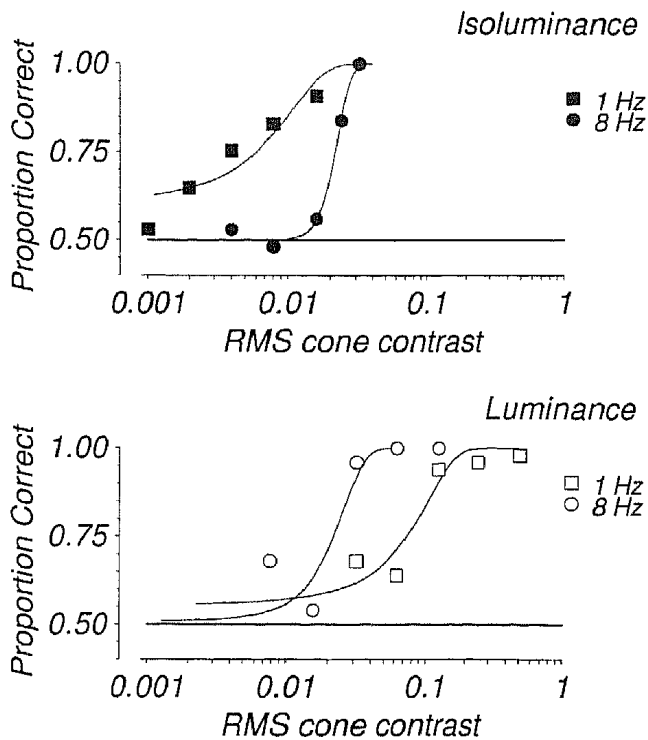 Isoluminance
1.00
0.75
0.50
Proportion Correct
1 Hz
8 Hz
0.001
0.01
0.1
1
RMS cone contrast
Luminance
1.00
0.75
0.50
Proportion Correct
1 Hz
8 Hz
0.001
0.01
0.1
1
RMS cone contrast